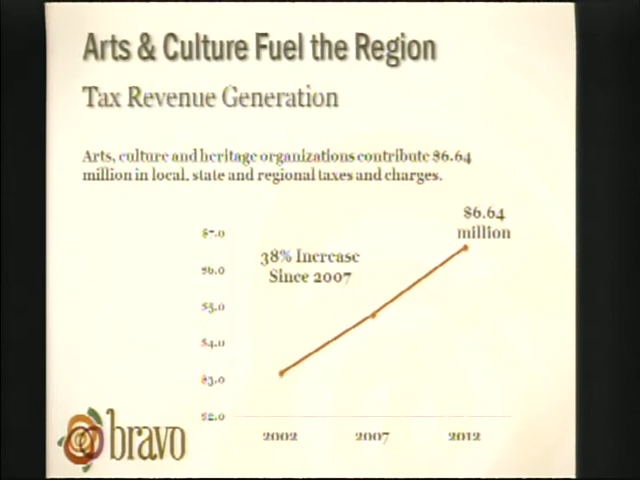 Arts & Culture Fuel the Region
Tax Revenue Generation
Arts, culture and heritage organizations contribute $6.64
million in local, state and regional taxes and charges.
$6.64
million
$7.0
38% Increase
Since 2007
$6.0
$5.0
$4.0
$3.0
$2.0
2002 2007 2012
bravo